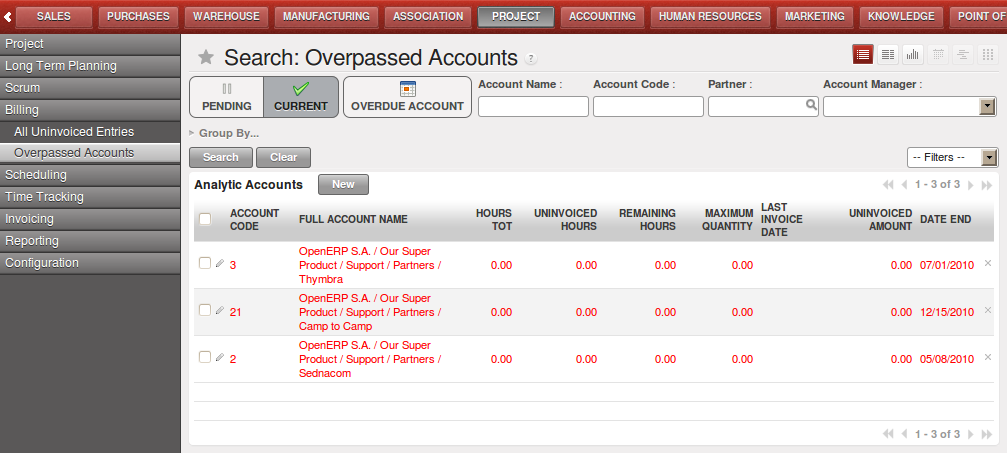 SALES PURCHASES WAREHOUSE MANUFACTURING ASSOCIATION PROJECT ACCOUNTING HUMAN RESOURCES MARKETING KNOWLEDGE POINT OF
Project
Long Term Planning
Scrum
Billing
All Uninvoiced Entries
Overpassed Accounts
Scheduling
Time Tracking
Invoicing
Reporting
Configuration
Search: Overpassed Accounts ?
PENDING CURRENT OVERDUE ACCOUNT
Account Name : Account Code : Partner : Account Manager :
Group By...
Search Clear -- Filters --
Analytic Accounts New 1 - 3 of 3
ACCOUNT CODE FULL ACCOUNT NAME HOURS TOT UNINVOICED HOURS REMAINING HOURS MAXIMUM QUANTITY LAST INVOICE DATE UNINVOICED AMOUNT DATE END
OpenERP S.A. / Our Super
3 Product / Support / Partners / 0.00 0.00 0.00 0.00 0.00 07/01/2010
Thymbra
OpenERP S.A. / Our Super
21 Product / Support / Partners / 0.00 0.00 0.00 0.00 0.00 12/15/2010
Camp to Camp
OpenERP S.A. / Our Super
2 Product / Support / Partners / 0.00 0.00 0.00 0.00 0.00 05/08/2010
Sednacom
1 - 3 of 3